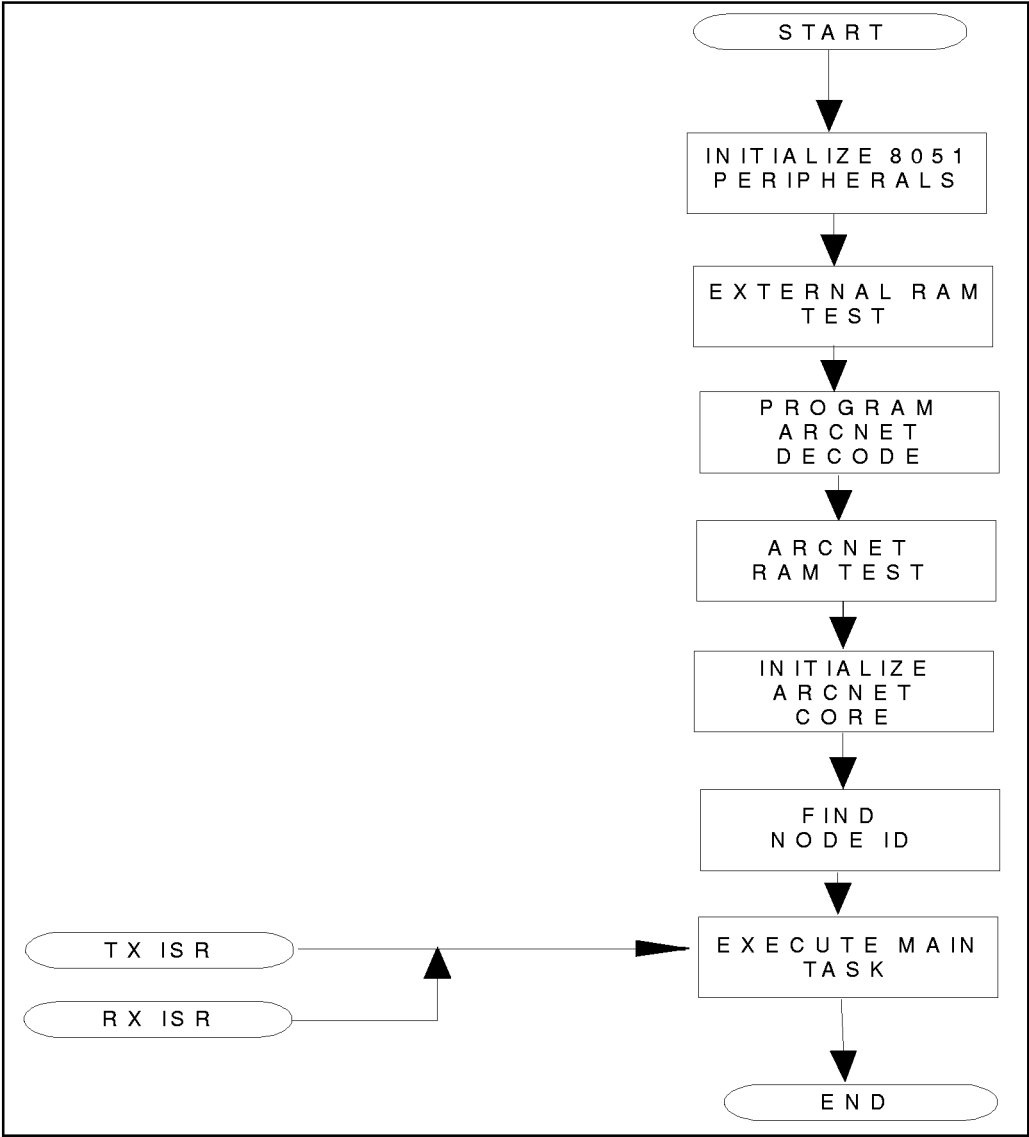 START
INITIALIZE 8051
PERIPHERALS
EXTERNAL RAM
TEST
PROGRAM
ARCNET
DECODE
ARCNET
RAM TEST
INITIALIZE
ARCNET
CORE
FIND
NODE ID
TX ISR
EXECUTE MAIN
TASK
RX ISR
END